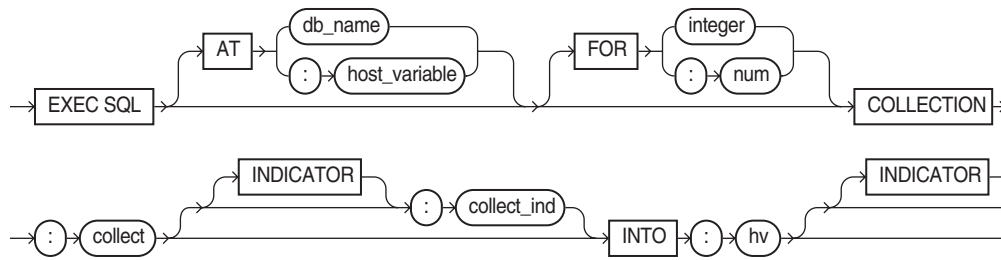 db_name integer
AT FOR
: host_variable : num
EXEC SQL COLLECTION
INDICATOR INDICATOR
: collect_ind
: collect INTO : hv